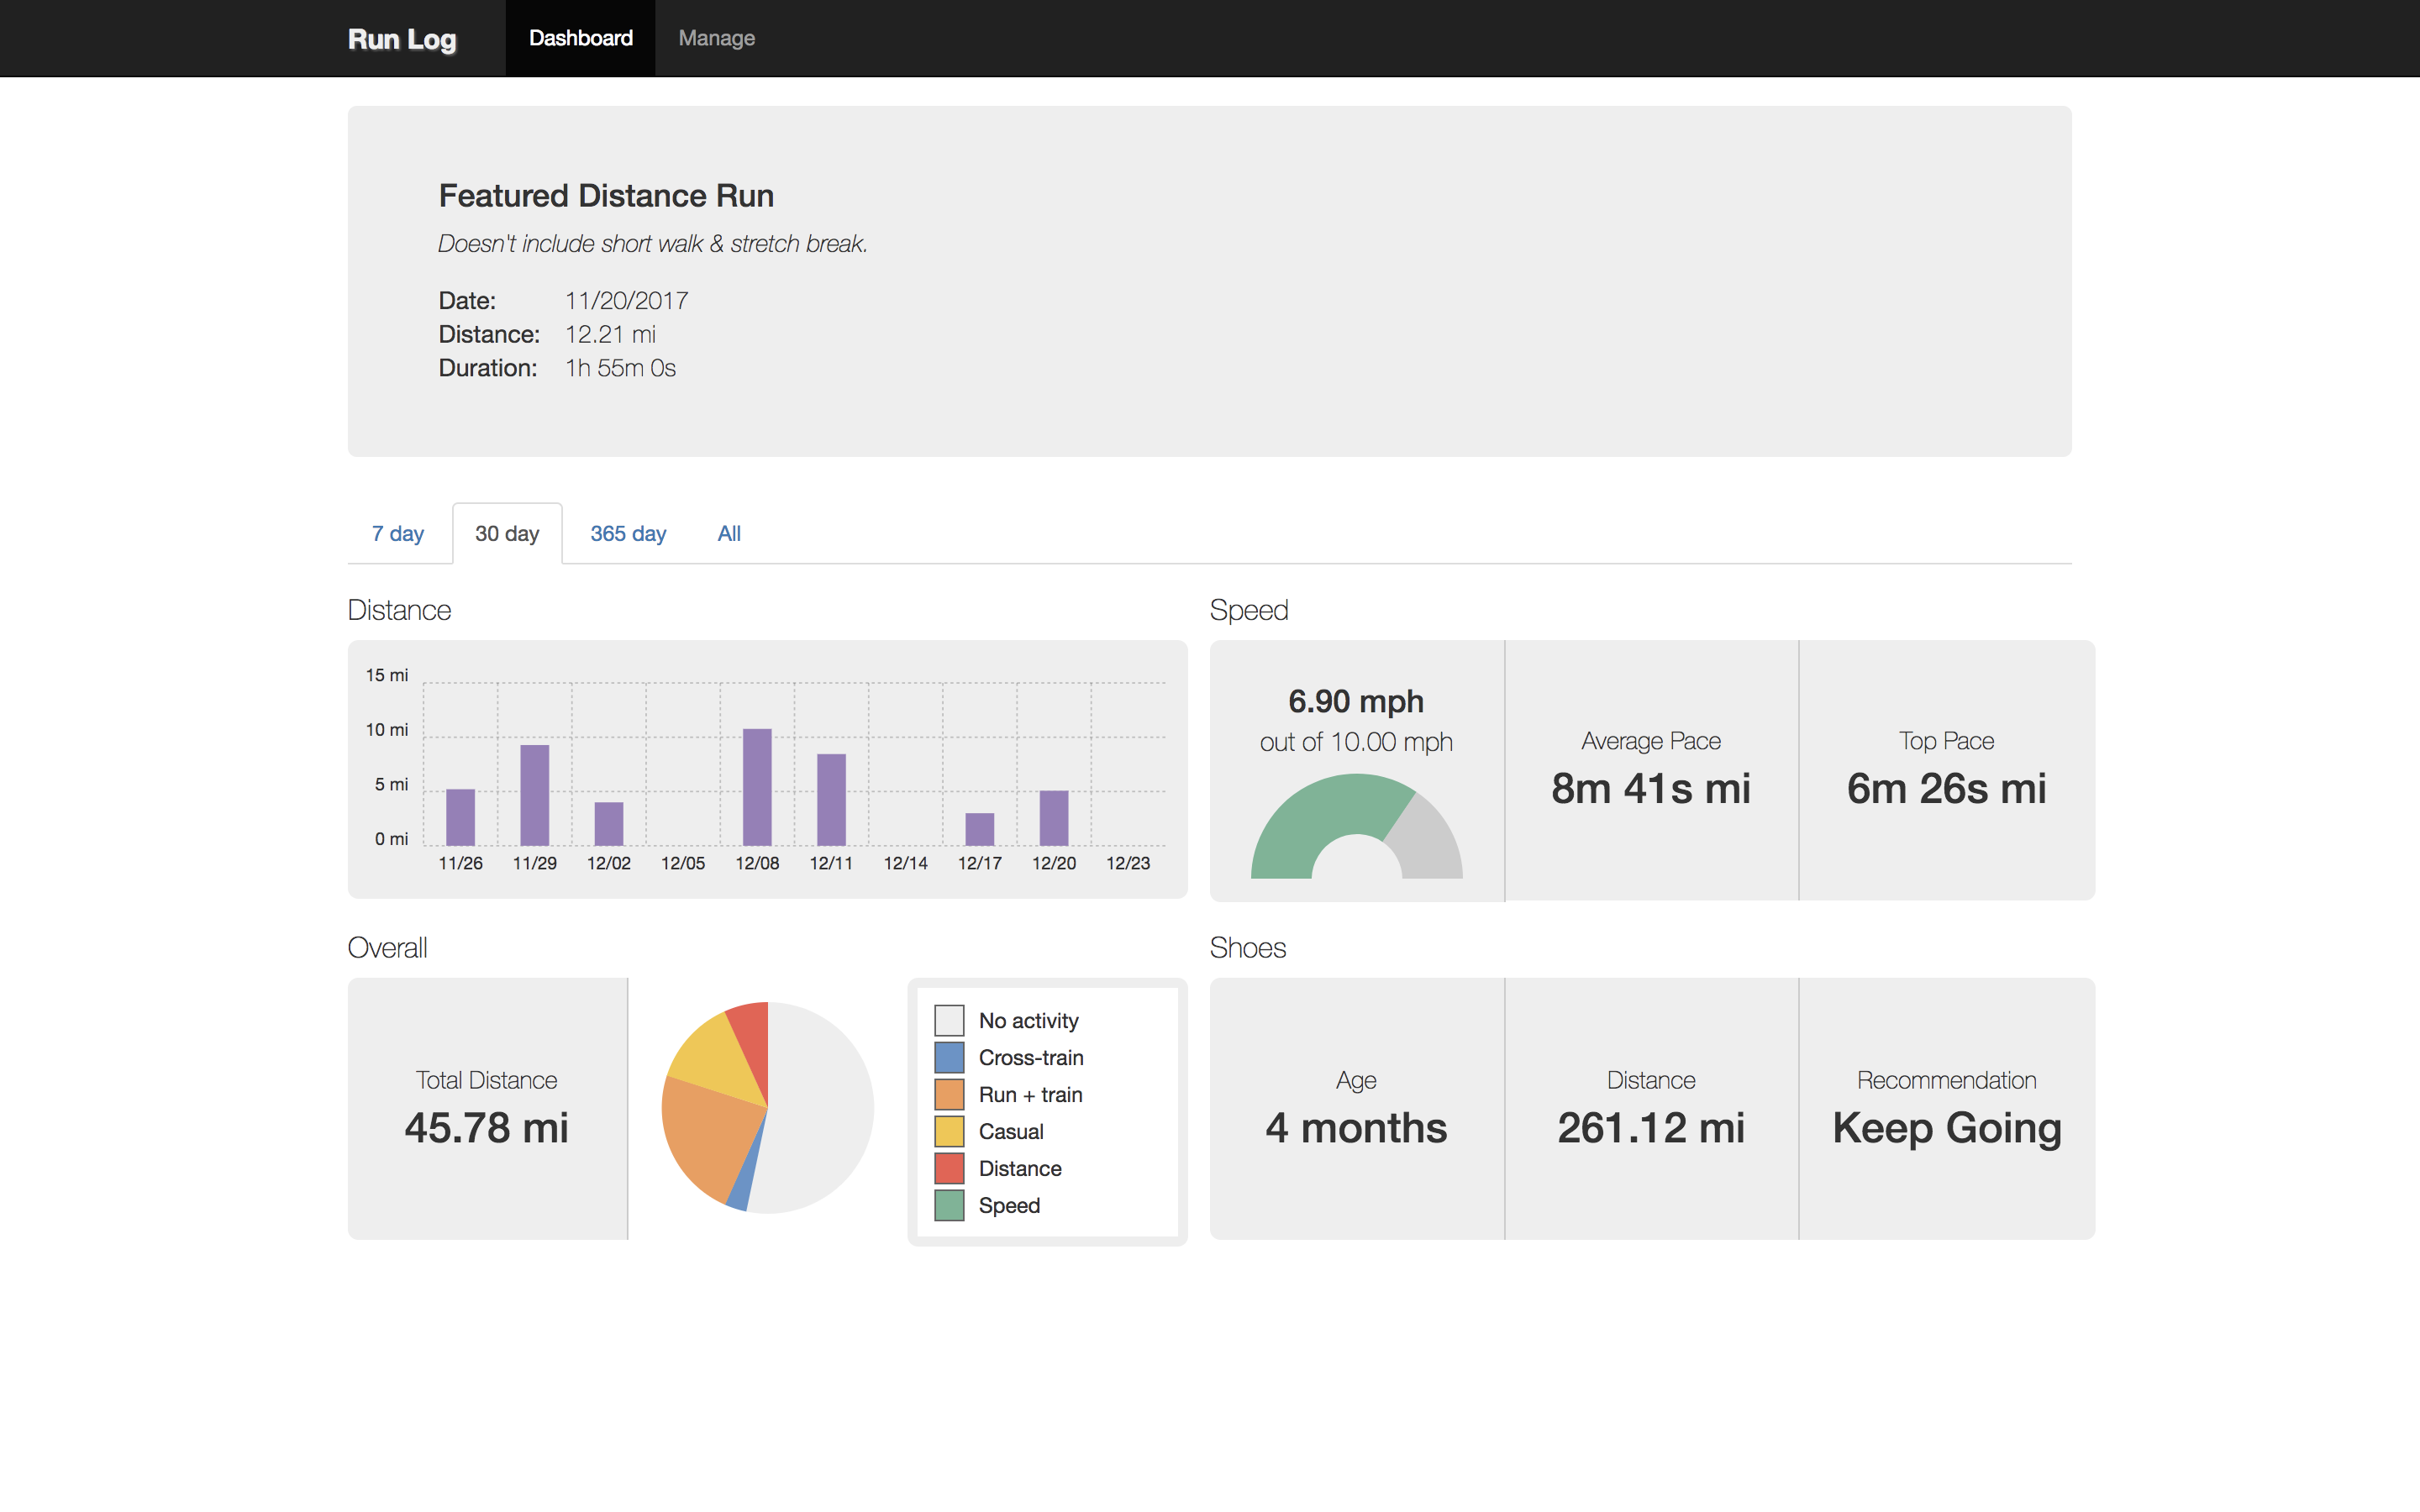 Run Log
Dashboard
Manage
Featured Distance Run
Doesn't include short walk & stretch break.
Date: 11/20/2017
Distance: 12.21 mi
Duration: 1h 55m 0s
7 day
30 day
365 day
All
Distance
15 mi
10 mi
5 mi
0 mi
11/26
11/29
12/02
12/05
12/08
12/11
12/14
12/17
12/20
12/23
Speed
6.90 mph
out of 10.00 mph
Average Pace
8m 41s mi
Top Pace
6m 26s mi
Overall
Total Distance
45.78 mi
No activity
Cross-train
Run + train
Casual
Distance
Speed
Shoes
Age
4 months
Distance
261.12 mi
Recommendation
Keep Going